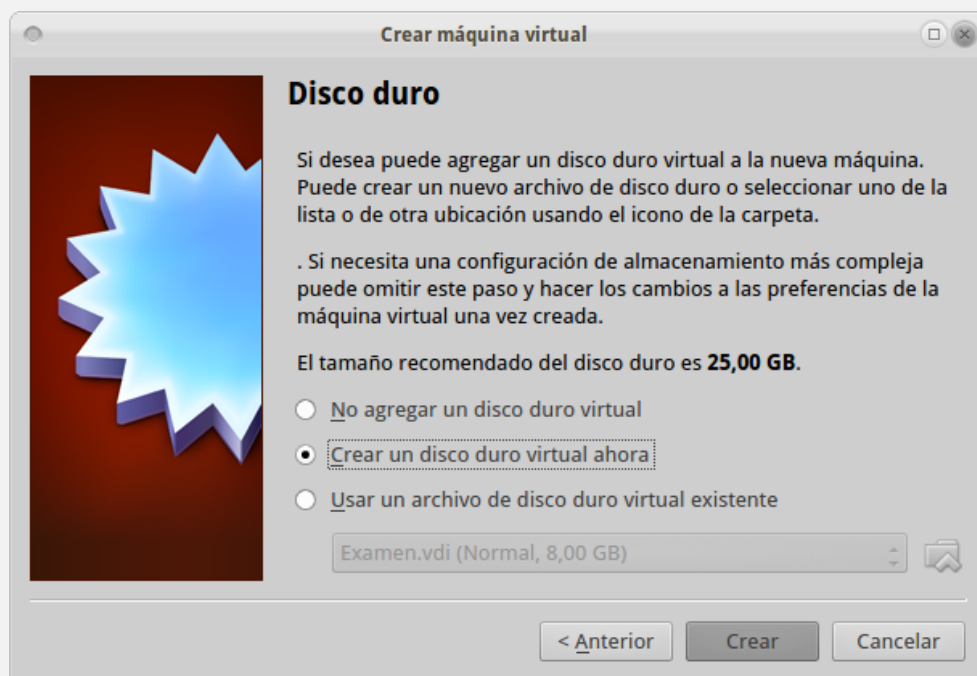 Crear máquina virtual
Disco duro
Si desea puede agregar un disco duro virtual a la nueva máquina.
Puede crear un nuevo archivo de disco duro o seleccionar uno de la
lista o de otra ubicación usando el icono de la carpeta.
. Si necesita una configuración de almacenamiento más compleja
puede omitir este paso y hacer los cambios a las preferencias de la
máquina virtual una vez creada.
El tamaño recomendado del disco duro es 25,00 GB.
No agregar un disco duro virtual
Crear un disco duro virtual ahora
Usar un archivo de disco duro virtual existente
Examen.vdi (Normal, 8,00 GB)
< Anterior
Crear
Cancelar